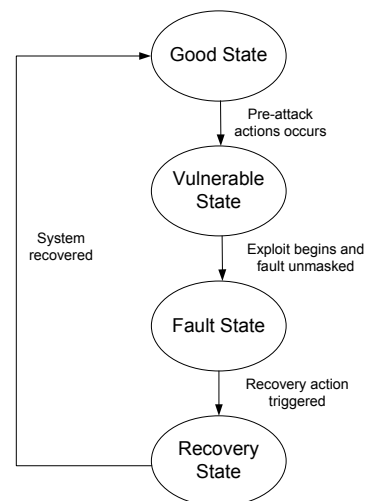 Good State
Pre-attack
actions occurs
Vulnerable
State
System
recovered
Exploit begins and
fault unmasked
Fault State
Recovery action
triggered
Recovery
State